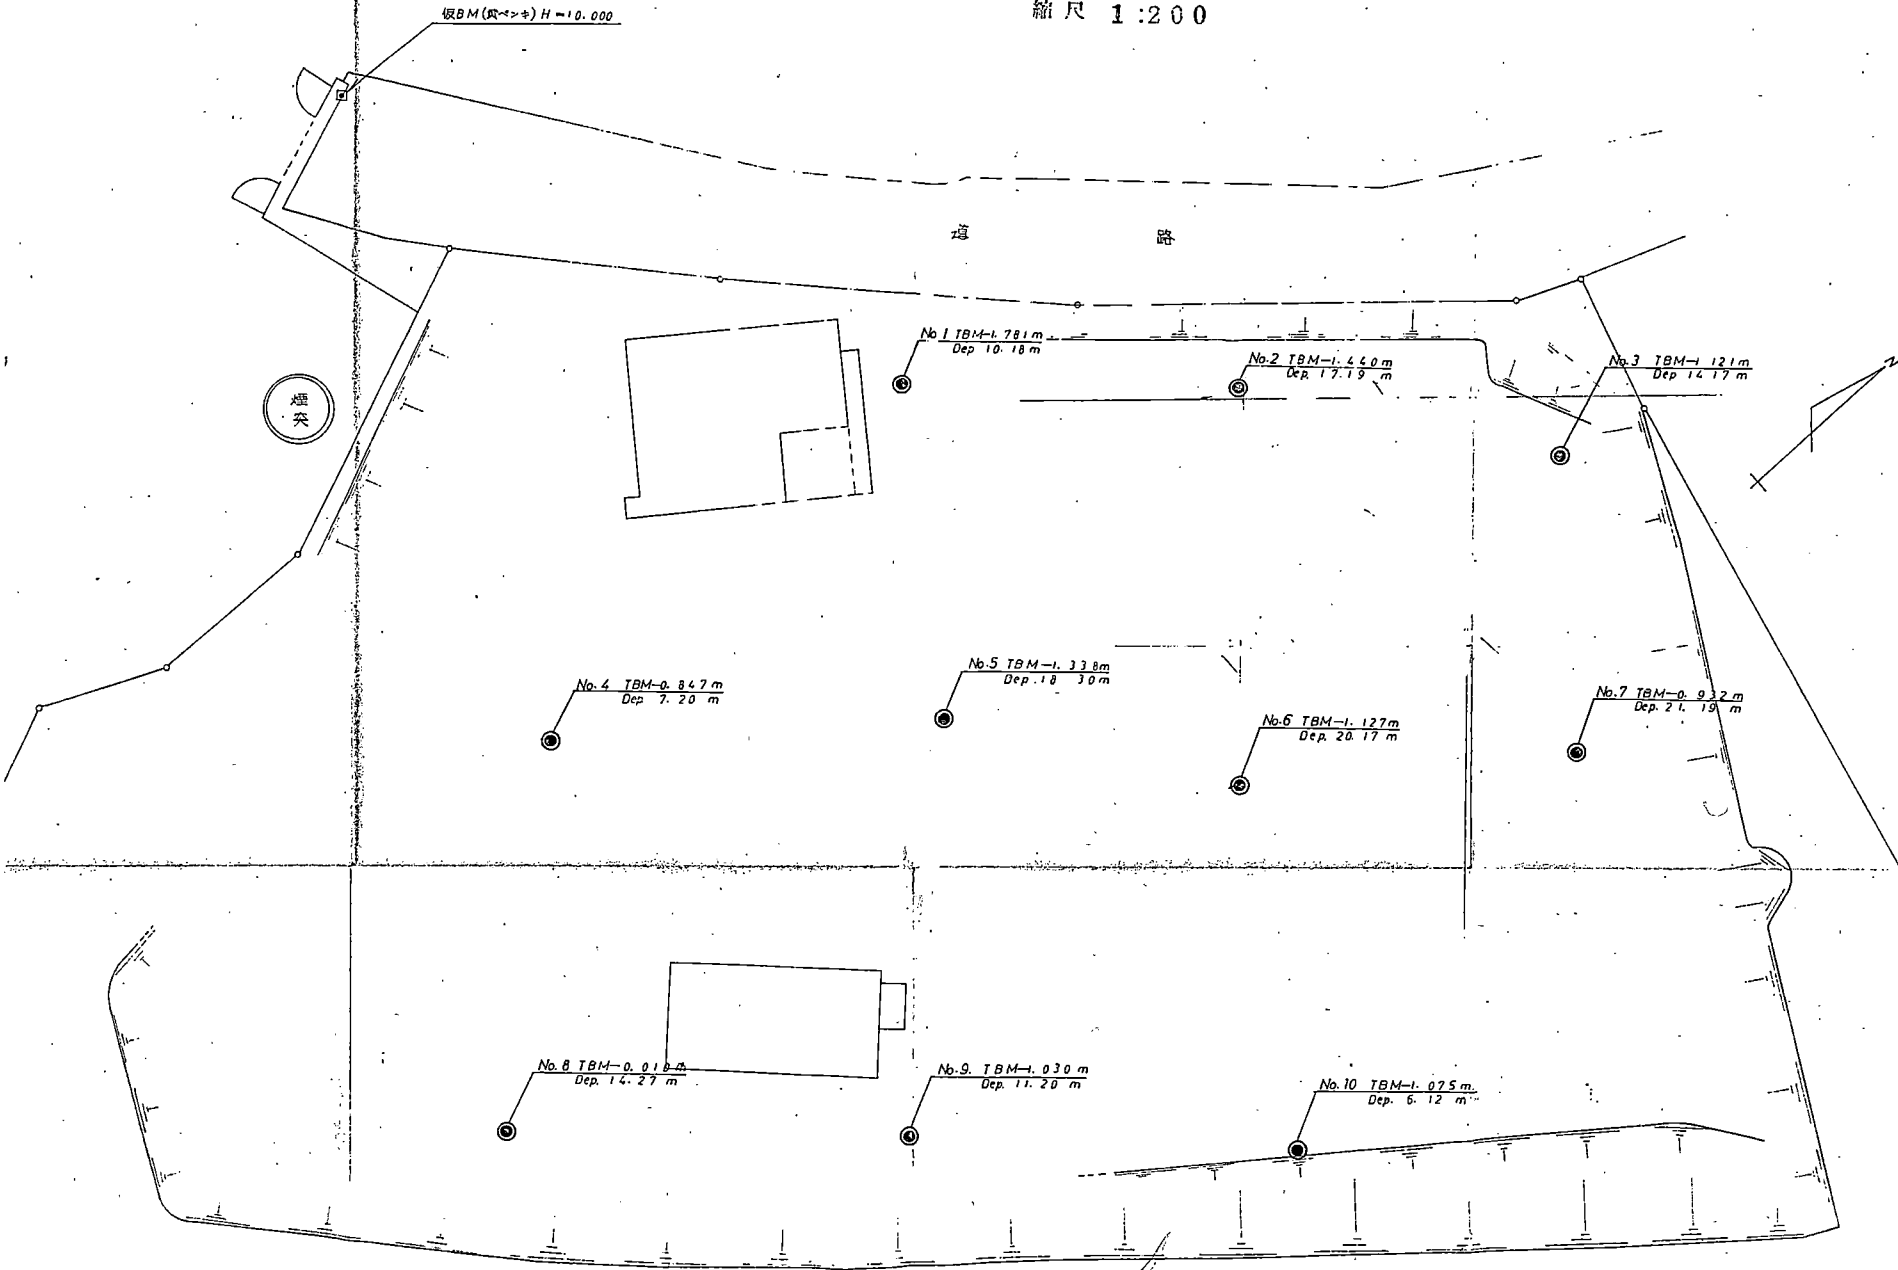 縮尺 1:200
仮BM(赤ペンキ) H=10.000
道路
No.1 TBM-1.781m
Dep 10.18m
No.2 TBM-1.440m
Dep. 17.19 m
No.3 TBM-1.121m
Dep 14.17m
煙突
No.4 TBM-0.847m
Dep 7.20 m
No.5 TBM-1.338m
Dep.18 30m
No.6 TBM-1.127m
Dep. 20.17m
No.7 TBM-0.932m
Dep. 21.19 m
No.8 TBM-0.010m
Dep. 14.27 m
No.9. TBM-1.030 m
Dep. 11.20 m
No.10 TBM-1.075m.
Dep. 6.12 m